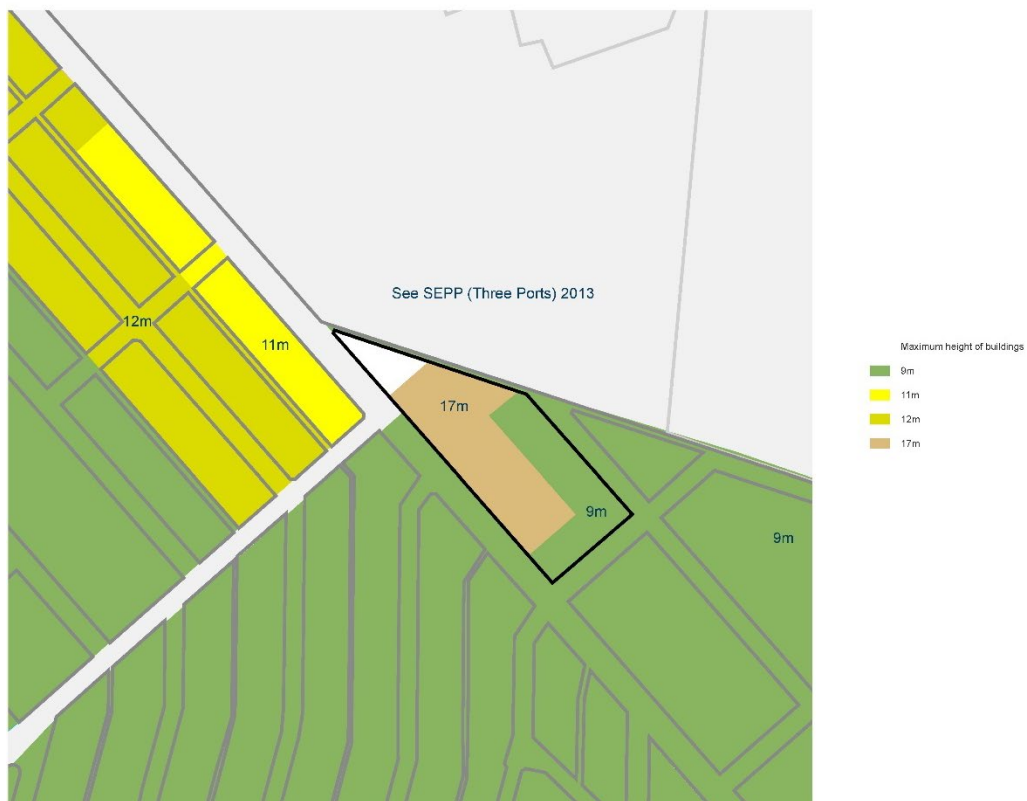 See SEPP (Three Ports) 2013
12m
11m
17m
9m
9m
Maximum height of buildings
9m
11m
12m
17m